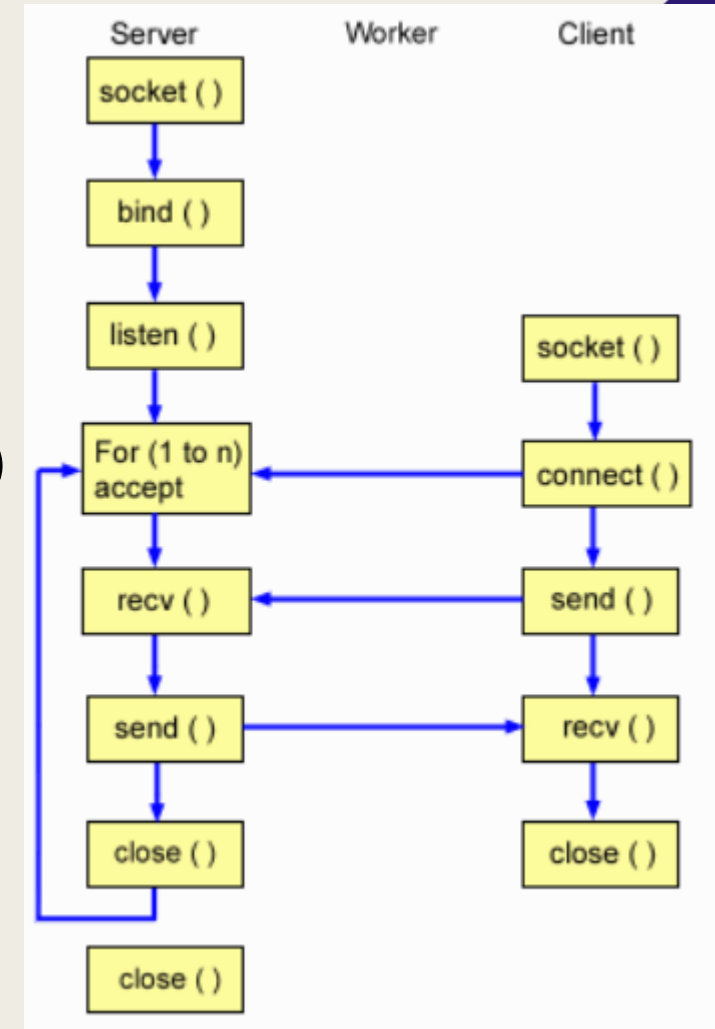 Server Worker Client
socket ( )
bind ( )
listen ( )
socket ( )
)
For (1 to n)
accept
connect ( )
recv ( )
send ( )
send ( )
recv ( )
close ( )
close ( )
close ( )